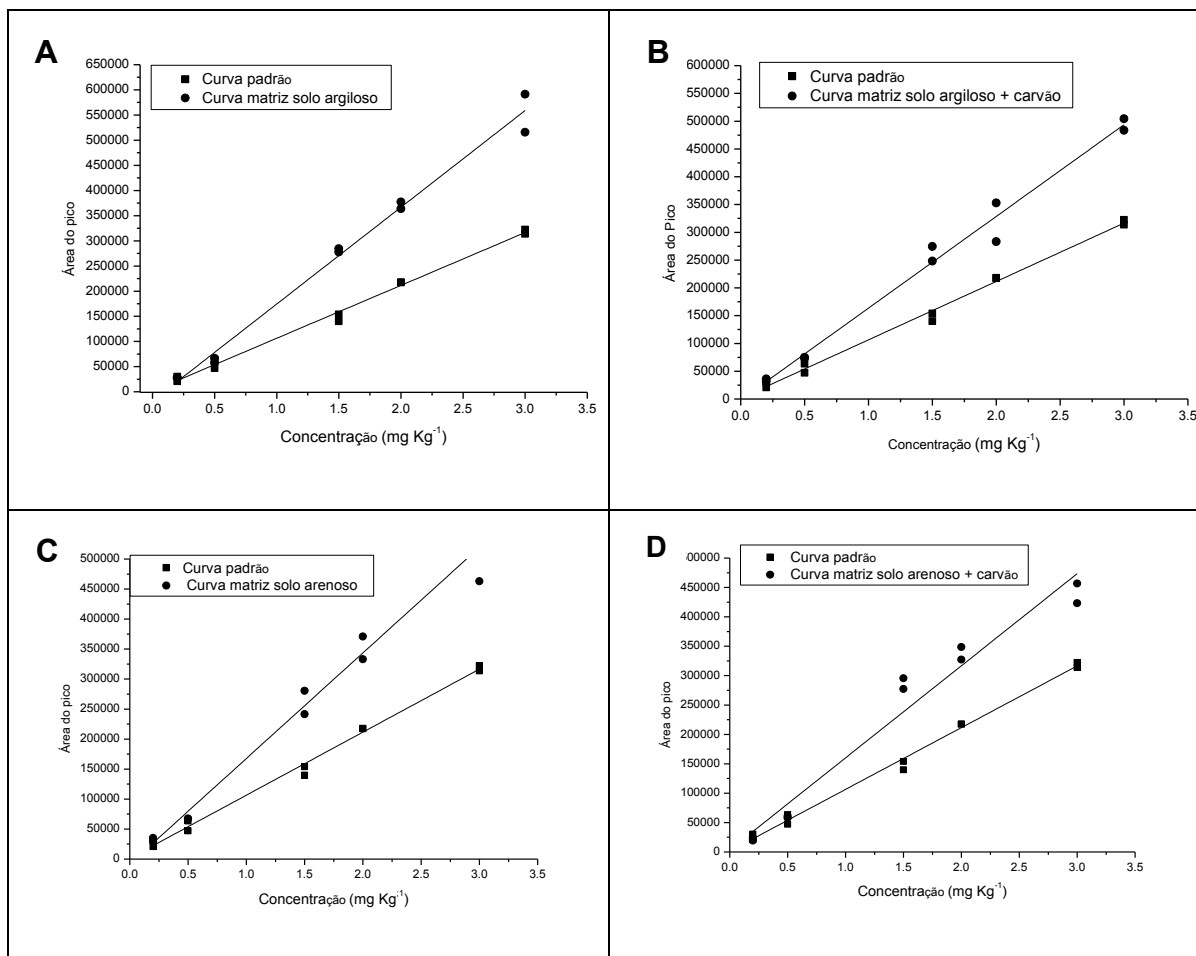 A
Curva padrão
Curva matriz solo argiloso
650000
600000
550000
500000
450000
400000
350000
300000
250000
200000
150000
100000
50000
0
Área do pico
0.0 0.5 1.0 1.5 2.0 2.5 3.0 3.5
Concentração (mg Kg⁻¹)
B
Curva padrão
Curva matriz solo argiloso + carvão
600000
550000
500000
450000
400000
350000
300000
250000
200000
150000
100000
50000
0
Área do Pico
0.0 0.5 1.0 1.5 2.0 2.5 3.0 3.5
Concentração (mg Kg⁻¹)
C
Curva padrão
Curva matriz solo arenoso
500000
450000
400000
350000
300000
250000
200000
150000
100000
50000
0
Área do pico
0.0 0.5 1.0 1.5 2.0 2.5 3.0 3.5
Concentração (mg Kg⁻¹)
D
Curva padrão
Curva matriz solo arenoso + carvão
00000
450000
400000
350000
300000
250000
200000
150000
100000
50000
0
Área do pico
0.0 0.5 1.0 1.5 2.0 2.5 3.0 3.5
Concentração (mg Kg⁻¹)